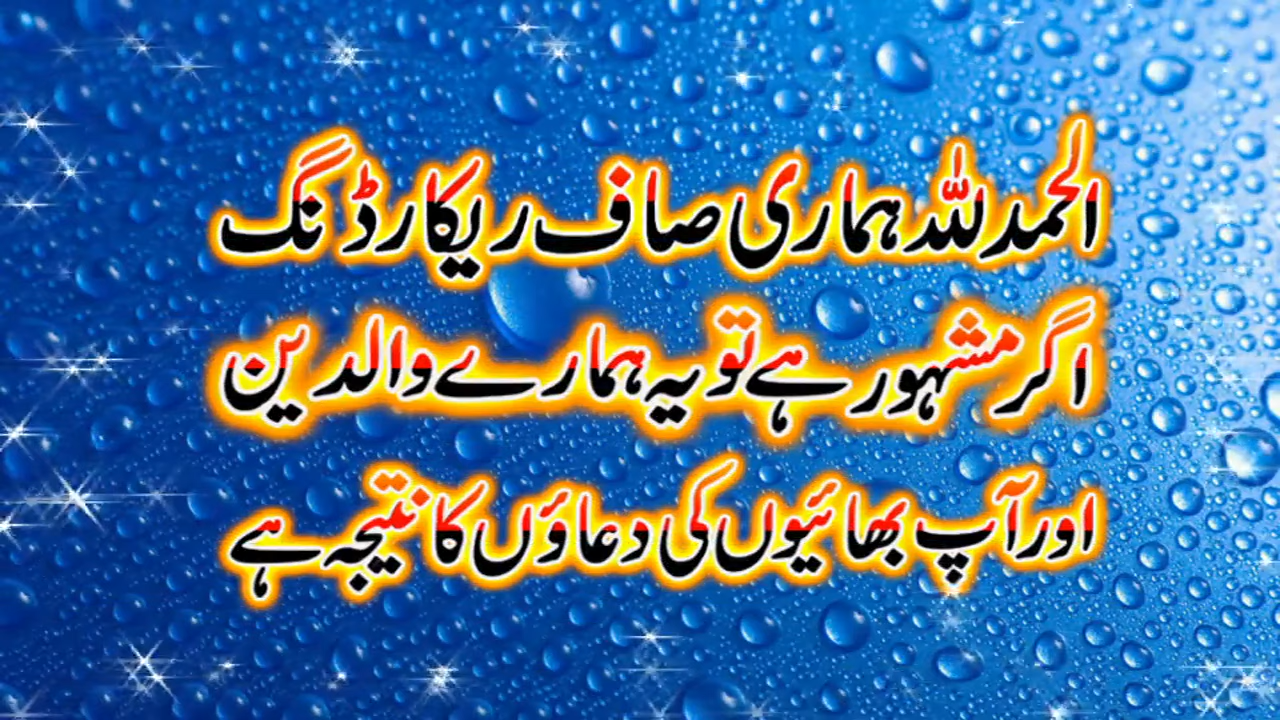 الحمدللہ ہماری صاف ریکارڈنگ
اگر مشہور ہے تو یہ ہمارے والدین
اور آپ بھائیوں کی دعاؤں کا نتیجہ ہے